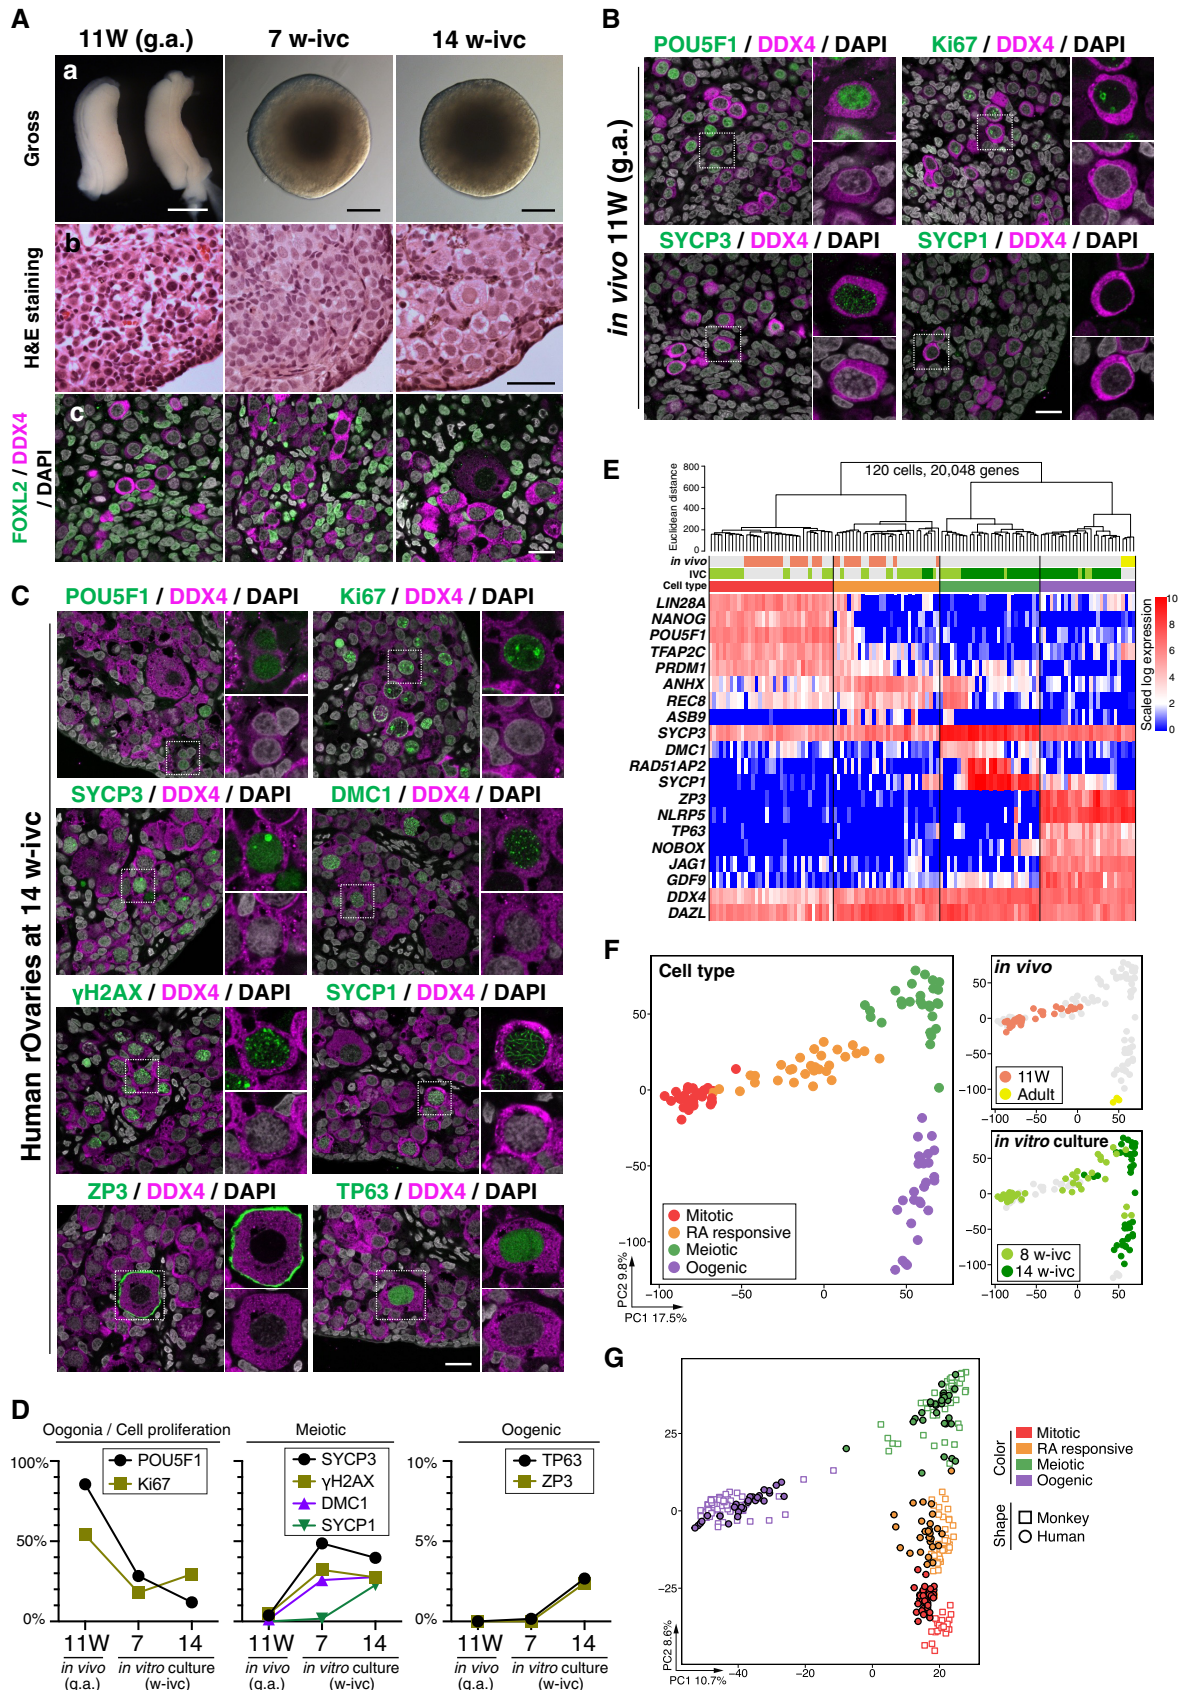 A
11W (g.a.)
7 w-ivc
14 w-ivc
Gross
a
H&E staining
b
FOXL2 / DDX4
/ DAPI
c
B
POU5F1 / DDX4 / DAPI
Ki67 / DDX4 / DAPI
in vivo 11W (g.a.)
SYCP3 / DDX4 / DAPI
SYCP1 / DDX4 / DAPI
C
Human rOvaries at 14 w-ivc
POU5F1 / DDX4 / DAPI
Ki67 / DDX4 / DAPI
SYCP3 / DDX4 / DAPI
DMC1 / DDX4 / DAPI
γH2AX / DDX4 / DAPI
SYCP1 / DDX4 / DAPI
ZP3 / DDX4 / DAPI
TP63 / DDX4 / DAPI
D
Oogonia / Cell proliferation
POU5F1
Ki67
100%
50%
0%
11W
7
14
in vivo
(g.a.)
in vitro culture
(w-ivc)
Meiotic
SYCP3
γH2AX
DMC1
SYCP1
100%
50%
0%
11W
7
14
in vivo
(g.a.)
in vitro culture
(w-ivc)
Oogenic
TP63
ZP3
10%
5%
0%
11W
7
14
in vivo
(g.a.)
in vitro culture
(w-ivc)
E
120 cells, 20,048 genes
Euclidean distance
800
600
400
200
0
in vivo
IVC
Cell type
LIN28A
NANOG
POU5F1
TFAP2C
PRDM1
ANHX
REC8
ASB9
SYCP3
DMC1
RAD51AP2
SYCP1
ZP3
NLRP5
TP63
NOBOX
JAG1
GDF9
DDX4
DAZL
10
8
6
4
2
0
Scaled log expression
F
Cell type
50
0
−50
−100
PC2 9.8%
PC1 17.5%
−100
−50
0
50
Mitotic
RA responsive
Meiotic
Oogenic
in vivo
50
0
−50
−100
11W
Adult
−100
−50
0
50
in vitro culture
50
0
−50
−100
8 w-ivc
14 w-ivc
−100
−50
0
50
G
25
0
−25
PC2 8.6%
PC1 10.7%
−40
−20
0
20
Color
Mitotic
RA responsive
Meiotic
Oogenic
Shape
Monkey
Human